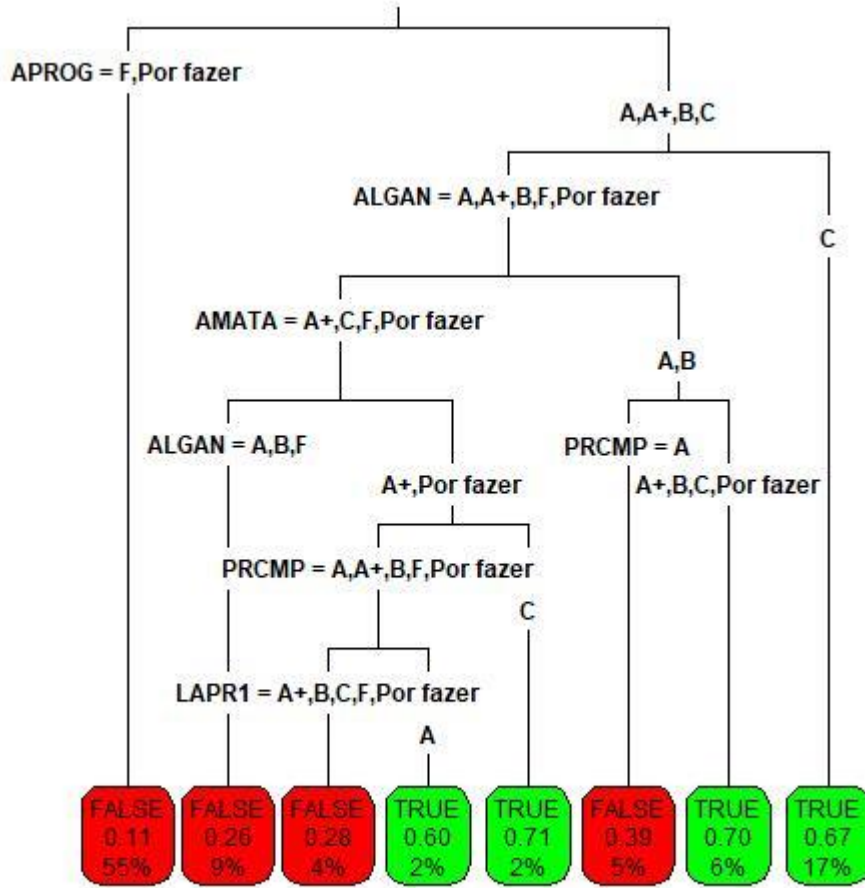 APROG = F,Por fazer
A,A+,B,C
ALGAN = A,A+,B,F,Por fazer
C
AMATA = A+,C,F,Por fazer
A,B
ALGAN = A,B,F
PRCMP = A
A+,Por fazer
A+,B,C,Por fazer
PRCMP = A,A+,B,F,Por fazer
C
LAPR1 = A+,B,C,F,Por fazer
A
FALSE FALSE FALSE TRUE TRUE FALSE TRUE TRUE
0.11 0.26 0.28 0.60 0.71 0.39 0.70 0.67
55% 9% 4% 2% 2% 5% 6% 17%